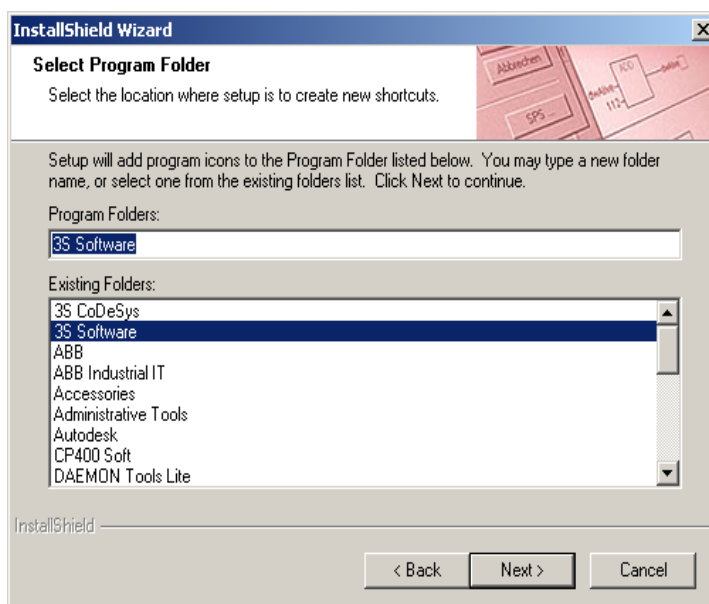 InstallShield Wizard
Select Program Folder
Select the location where setup is to create new shortcuts.
Abbrechen
SPS ...
112
Setup will add program icons to the Program Folder listed below. You may type a new folder
name, or select one from the existing folders list. Click Next to continue.
Program Folders:
3S Software
Existing Folders:
3S CoDeSys
3S Software
ABB
ABB Industrial IT
Accessories
Administrative Tools
Autodesk
CP400 Soft
DAEMON Tools Lite
InstallShield
< Back
Next >
Cancel